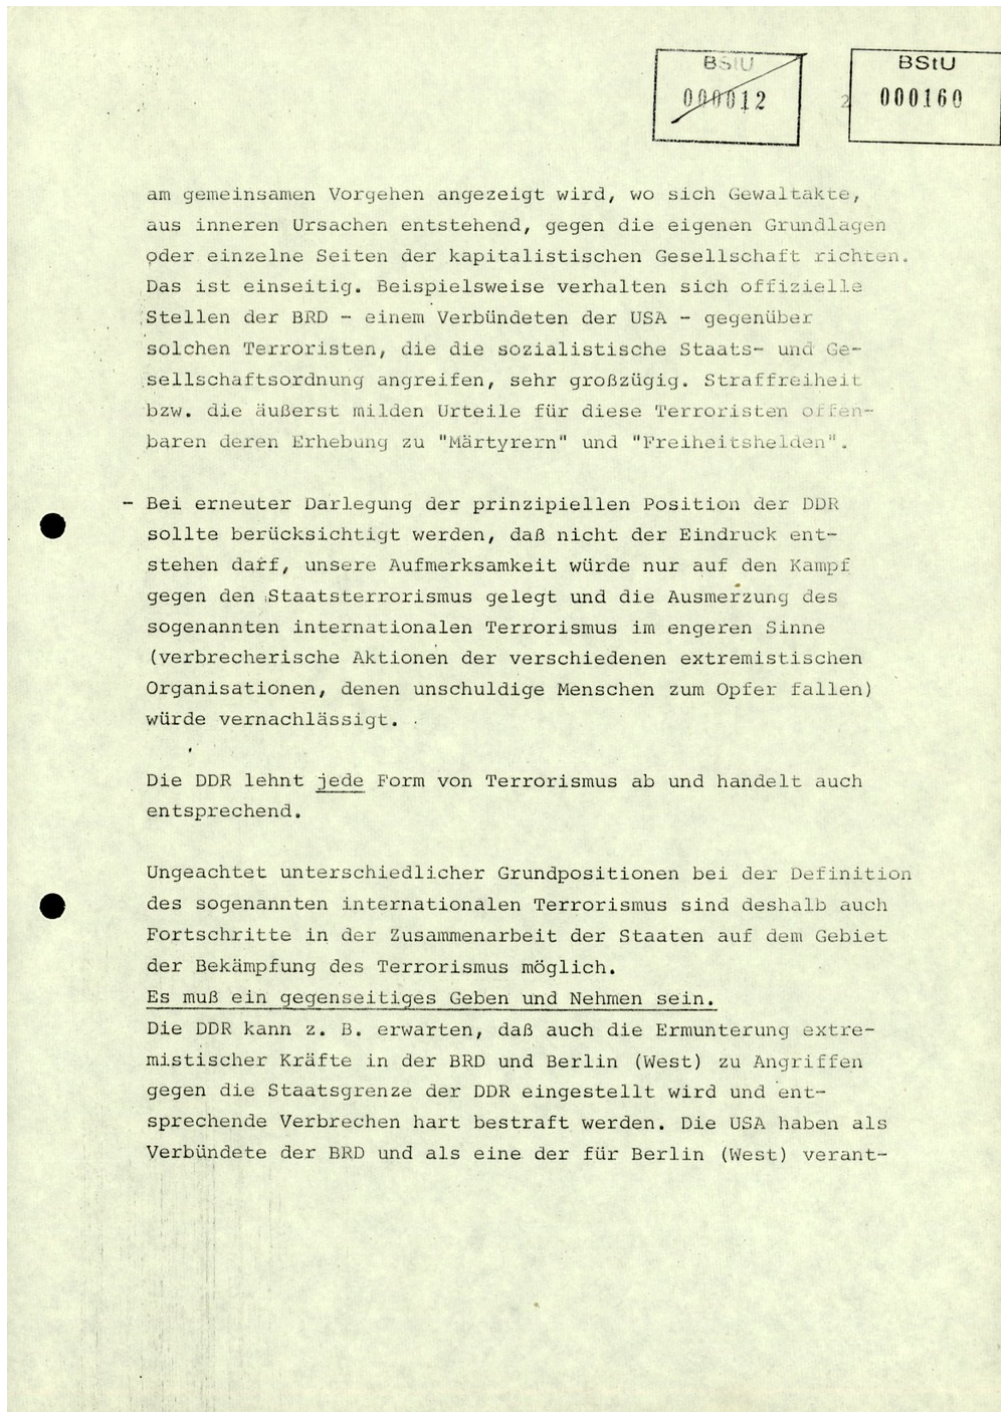 BStU
000012
2
BStU
000160
am gemeinsamen Vorgehen angezeigt wird, wo sich Gewaltakte,
aus inneren Ursachen entstehend, gegen die eigenen Grundlagen
oder einzelne Seiten der kapitalistischen Gesellschaft richten.
Das ist einseitig. Beispielsweise verhalten sich offizielle
Stellen der BRD - einem Verbündeten der USA - gegenüber
solchen Terroristen, die die sozialistische Staats- und Ge-
sellschaftsordnung angreifen, sehr großzügig. Straffreiheit
bzw. die äußerst milden Urteile für diese Terroristen offen-
baren deren Erhebung zu "Märtyrern" und "Freiheitshelden".
- Bei erneuter Darlegung der prinzipiellen Position der DDR
sollte berücksichtigt werden, daß nicht der Eindruck ent-
stehen darf, unsere Aufmerksamkeit würde nur auf den Kampf
gegen den Staatsterrorismus gelegt und die Ausmerzung des
sogenannten internationalen Terrorismus im engeren Sinne
(verbrecherische Aktionen der verschiedenen extremistischen
Organisationen, denen unschuldige Menschen zum Opfer fallen)
würde vernachlässigt.
Die DDR lehnt jede Form von Terrorismus ab und handelt auch
entsprechend.
Ungeachtet unterschiedlicher Grundpositionen bei der Definition
des sogenannten internationalen Terrorismus sind deshalb auch
Fortschritte in der Zusammenarbeit der Staaten auf dem Gebiet
der Bekämpfung des Terrorismus möglich.
Es muß ein gegenseitiges Geben und Nehmen sein.
Die DDR kann z. B. erwarten, daß auch die Ermunterung extre-
mistischer Kräfte in der BRD und Berlin (West) zu Angriffen
gegen die Staatsgrenze der DDR eingestellt wird und ent-
sprechende Verbrechen hart bestraft werden. Die USA haben als
Verbündete der BRD und als eine der für Berlin (West) verant-